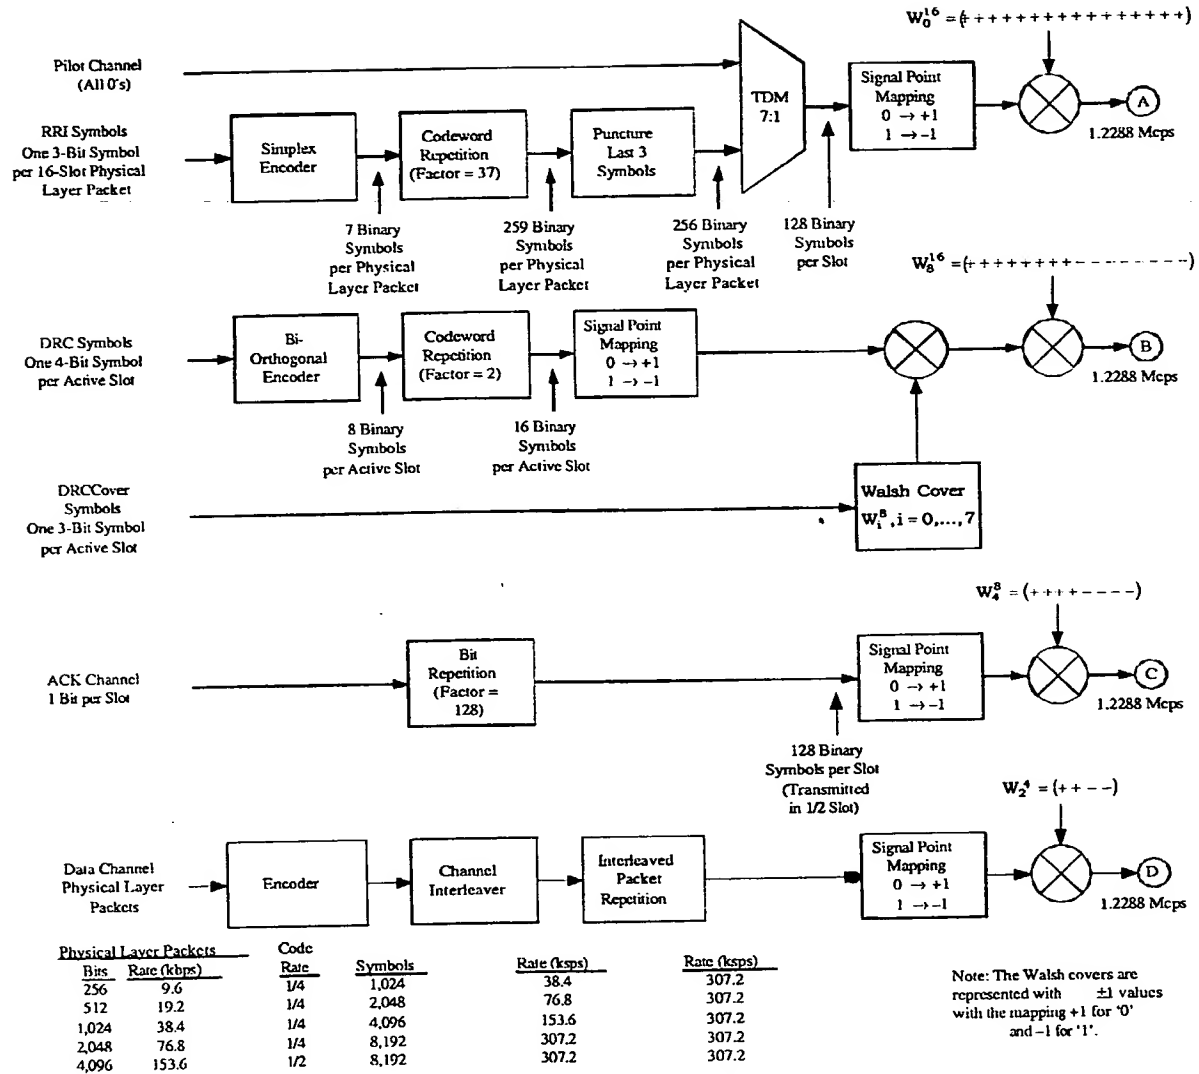 W₀¹⁶ = (+ + + + + + + + + + + + + + + +)
Pilot Channel
(All 0's)
TDM
7:1
Signal Point
Mapping
0 → +1
1 → −1
A
1.2288 Mcps
RRI Symbols
One 3-Bit Symbol
per 16-Slot Physical
Layer Packet
Simplex
Encoder
Codeword
Repetition
(Factor = 37)
Puncture
Last 3
Symbols
7 Binary
Symbols
per Physical
Layer Packet
259 Binary
Symbols
per Physical
Layer Packet
256 Binary
Symbols
per Physical
Layer Packet
128 Binary
Symbols
per Slot
W₈¹⁶ = (+ + + + + + + + − − − − − − − −)
DRC Symbols
One 4-Bit Symbol
per Active Slot
Bi-
Orthogonal
Encoder
Codeword
Repetition
(Factor = 2)
Signal Point
Mapping
0 → +1
1 → −1
B
1.2288 Mcps
8 Binary
Symbols
per Active Slot
16 Binary
Symbols
per Active Slot
DRCCover
Symbols
One 3-Bit Symbol
per Active Slot
Walsh Cover
Wᵢ⁸, i = 0,...,7
W₄⁸ = (+ + + + − − − −)
ACK Channel
1 Bit per Slot
Bit
Repetition
(Factor =
128)
Signal Point
Mapping
0 → +1
1 → −1
C
1.2288 Mcps
128 Binary
Symbols per Slot
(Transmitted
in 1/2 Slot)
W₂⁴ = (+ + − −)
Data Channel
Physical Layer
Packets
Encoder
Channel
Interleaver
Interleaved
Packet
Repetition
Signal Point
Mapping
0 → +1
1 → −1
D
1.2288 Mcps
Physical Layer Packets Code
Bits Rate (kbps) Rate Symbols Rate (ksps) Rate (ksps)
256 9.6 1/4 1,024 38.4 307.2
512 19.2 1/4 2,048 76.8 307.2
1,024 38.4 1/4 4,096 153.6 307.2
2,048 76.8 1/4 8,192 307.2 307.2
4,096 153.6 1/2 8,192 307.2 307.2
Note: The Walsh covers are
represented with ±1 values
with the mapping +1 for '0'
and −1 for '1'.